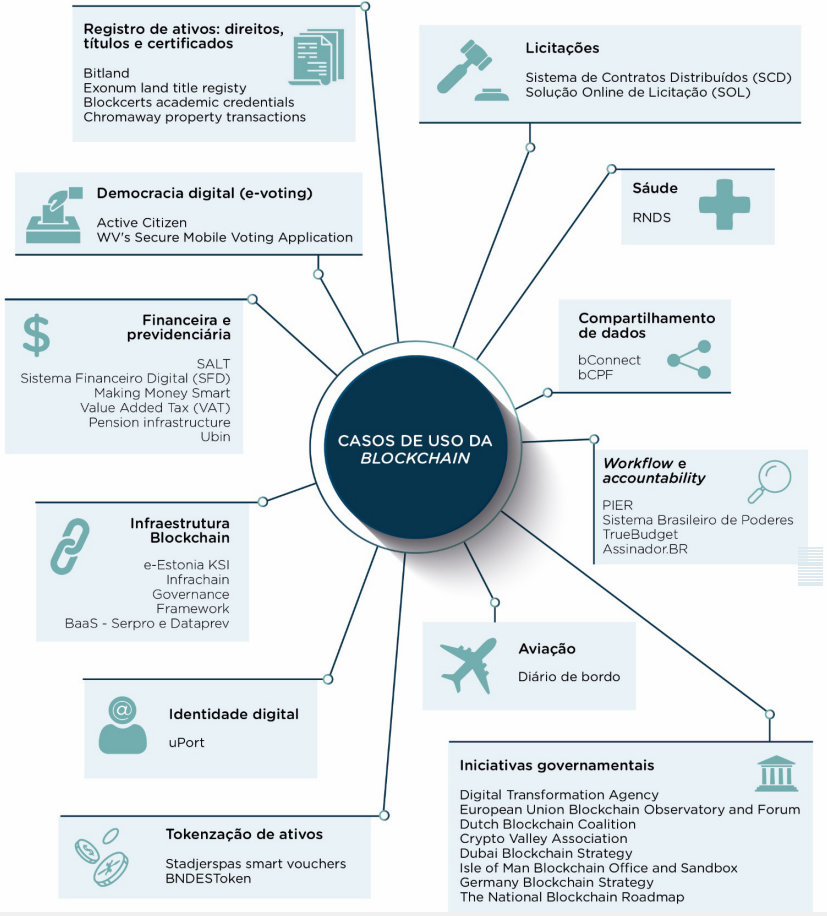 Registro de ativos: direitos,
títulos e certificados
Bitland
Exonum land title registy
Blockcerts academic credentials
Chromaway property transactions
Licitações
Sistema de Contratos Distribuídos (SCD)
Solução Online de Licitação (SOL)
Democracia digital (e-voting)
Active Citizen
WV's Secure Mobile Voting Application
Sáude
RNDS
Financeira e
previdenciária
SALT
Sistema Financeiro Digital (SFD)
Making Money Smart
Value Added Tax (VAT)
Pension infrastructure
Ubin
Compartilhamento
de dados
bConnect
bCPF
CASOS DE USO DA
BLOCKCHAIN
Workflow e
accountability
PIER
Sistema Brasileiro de Poderes
TrueBudget
Assinador.BR
Infraestrutura
Blockchain
e-Estonia KSI
Infrachain
Governance
Framework
BaaS - Serpro e Dataprev
Aviação
Diário de bordo
Identidade digital
uPort
Iniciativas governamentais
Digital Transformation Agency
European Union Blockchain Observatory and Forum
Dutch Blockchain Coalition
Crypto Valley Association
Dubai Blockchain Strategy
Isle of Man Blockchain Office and Sandbox
Germany Blockchain Strategy
The National Blockchain Roadmap
Tokenzação de ativos
Stadjerspas smart vouchers
BNDESToken